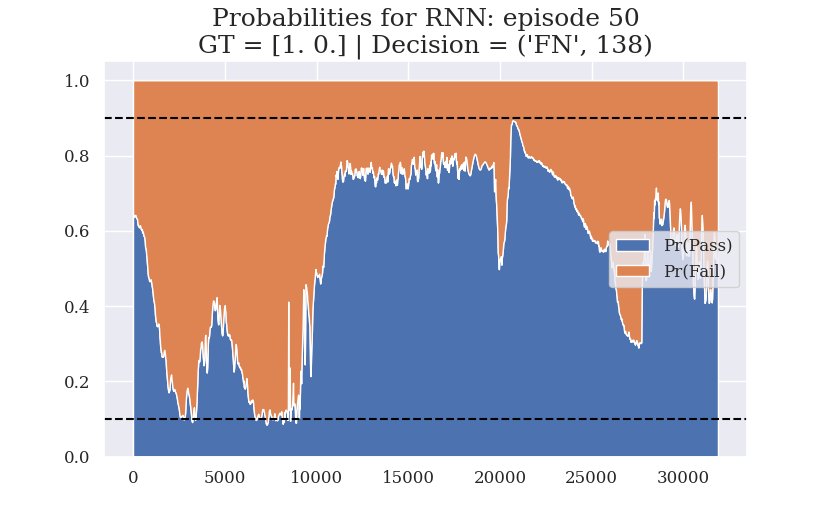 Probabilities for RNN: episode 50
GT = [1. 0.] | Decision = ('FN', 138)
1.0
0.8
0.6
0.4
0.2
0.0
Pr(Pass)
Pr(Fail)
0 5000 10000 15000 20000 25000 30000